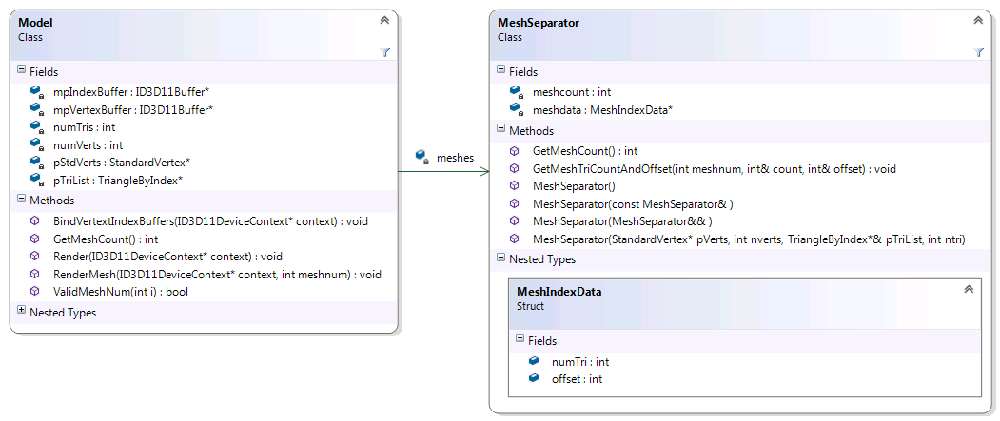 Model
Class
Fields
mpIndexBuffer : ID3D11Buffer*
mpVertexBuffer : ID3D11Buffer*
numTris : int
numVerts : int
pStdVerts : StandardVertex*
pTriList : TriangleByIndex*
Methods
BindVertextIndexBuffers(ID3D11DeviceContext* context) : void
GetMeshCount() : int
Render(ID3D11DeviceContext* context) : void
RenderMesh(ID3D11DeviceContext* context, int meshnum) : void
ValidMeshNum(int i) : bool
Nested Types
meshes
MeshSeparator
Class
Fields
meshcount : int
meshdata : MeshIndexData*
Methods
GetMeshCount() : int
GetMeshTriCountAndOffset(int meshnum, int& count, int& offset) : void
MeshSeparator()
MeshSeparator(const MeshSeparator& )
MeshSeparator(MeshSeparator&& )
MeshSeparator(StandardVertex* pVerts, int nverts, TriangleByIndex*& pTriList, int ntri)
Nested Types
MeshIndexData
Struct
Fields
numTri : int
offset : int